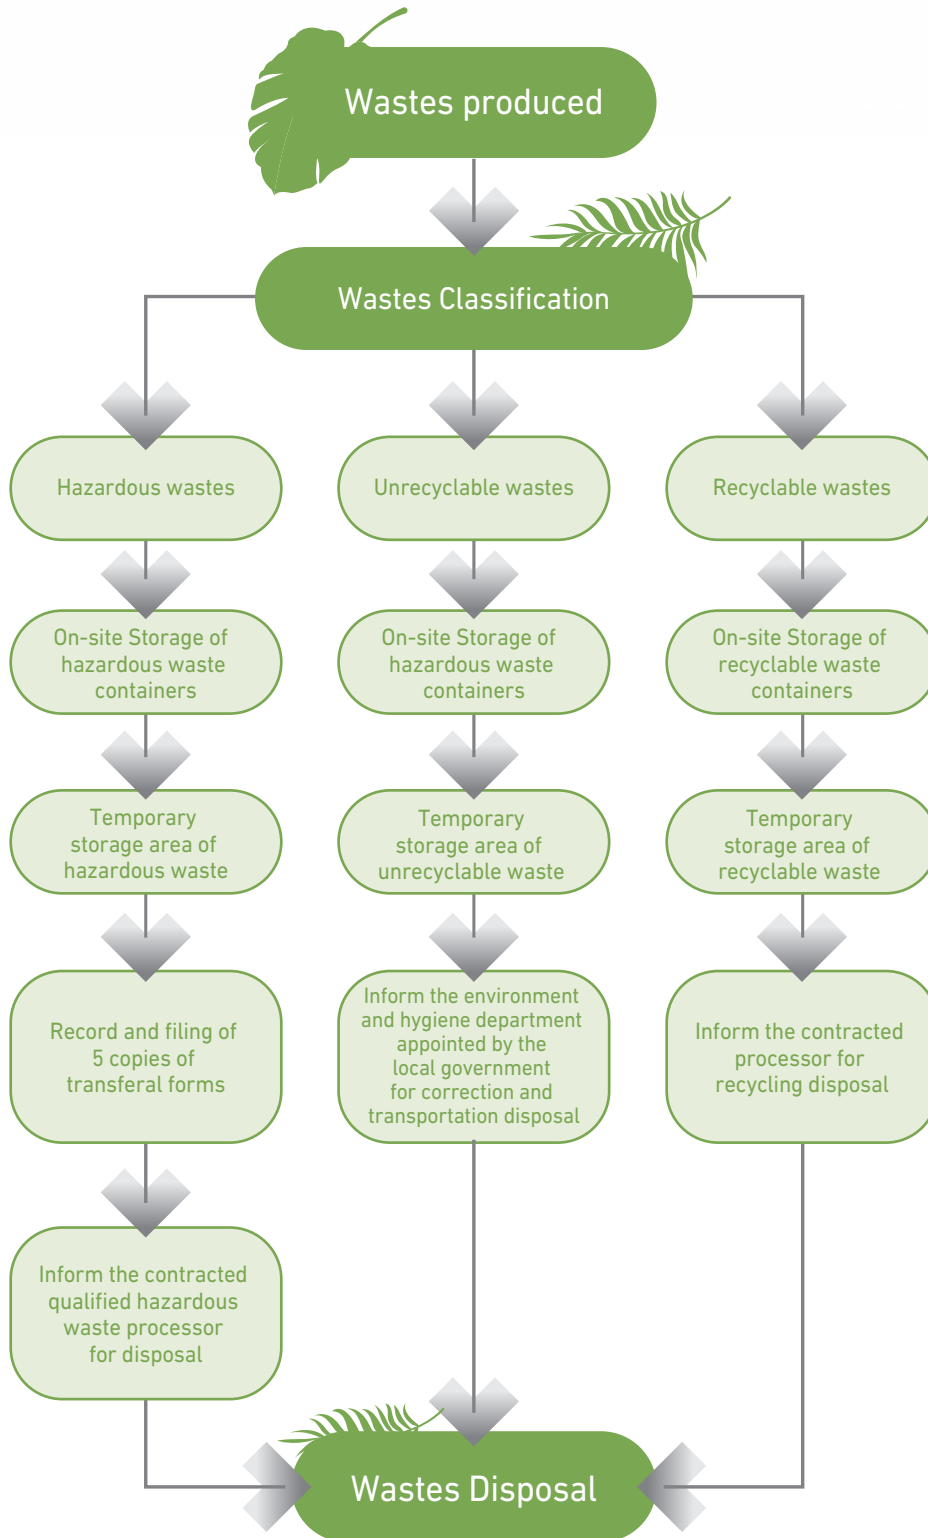 Wastes produced
Wastes Classification
Hazardous wastes
Unrecyclable wastes
Recyclable wastes
On-site Storage of
hazardous waste
containers
On-site Storage of
hazardous waste
containers
On-site Storage of
recyclable waste
containers
Temporary
storage area of
hazardous waste
Temporary
storage area of
unrecyclable waste
Temporary
storage area of
recyclable waste
Record and filing of
5 copies of
transferal forms
Inform the environment
and hygiene department
appointed by the
local government
for correction and
transportation disposal
Inform the contracted
processor for
recycling disposal
Inform the contracted
qualified hazardous
waste processor
for disposal
Wastes Disposal